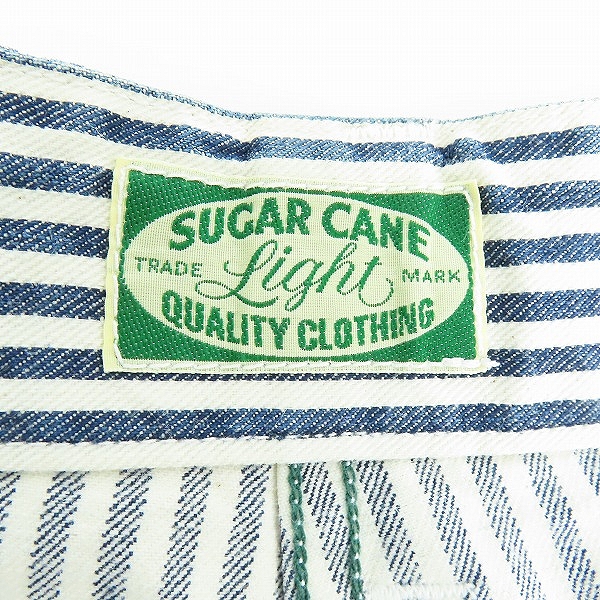 SUGAR CANE
TRADE Light MARK
QUALITY CLOTHING